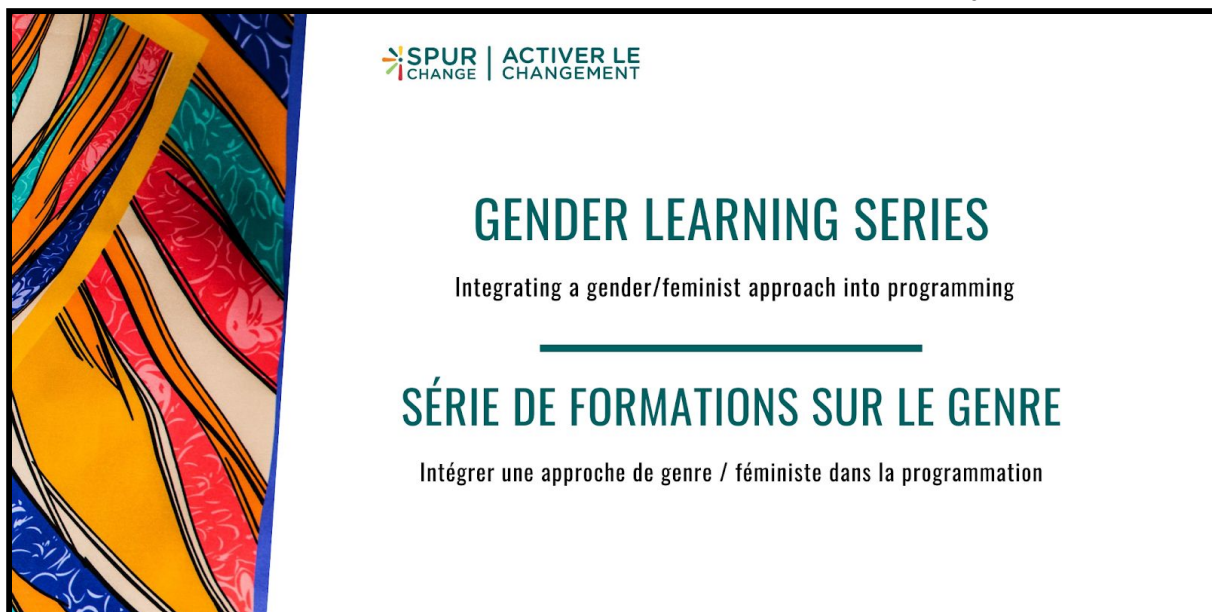 SPUR CHANGE | ACTIVER LE CHANGEMENT
GENDER LEARNING SERIES
Integrating a gender/feminist approach into programming
SÉRIE DE FORMATIONS SUR LE GENRE
Intégrer une approche de genre / féministe dans la programmation